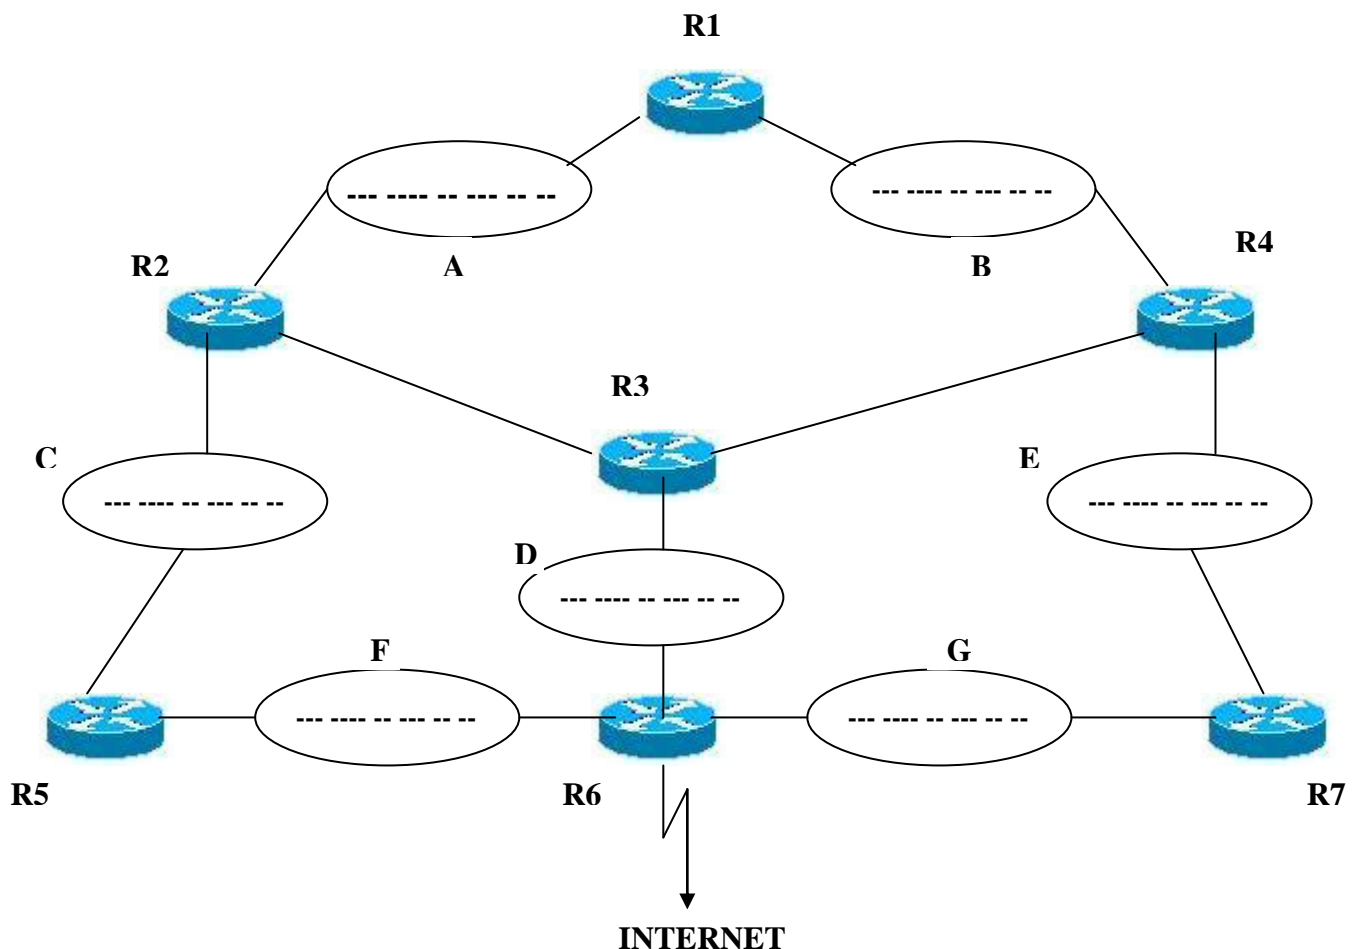 R1
--- ---- -- --- -- --
--- ---- -- --- -- --
R4
R2
A
B
R3
C
E
--- ---- -- --- -- --
--- ---- -- --- -- --
D
--- ---- -- --- -- --
F
G
--- ---- -- --- -- --
--- ---- -- --- -- --
R5
R6
R7
INTERNET